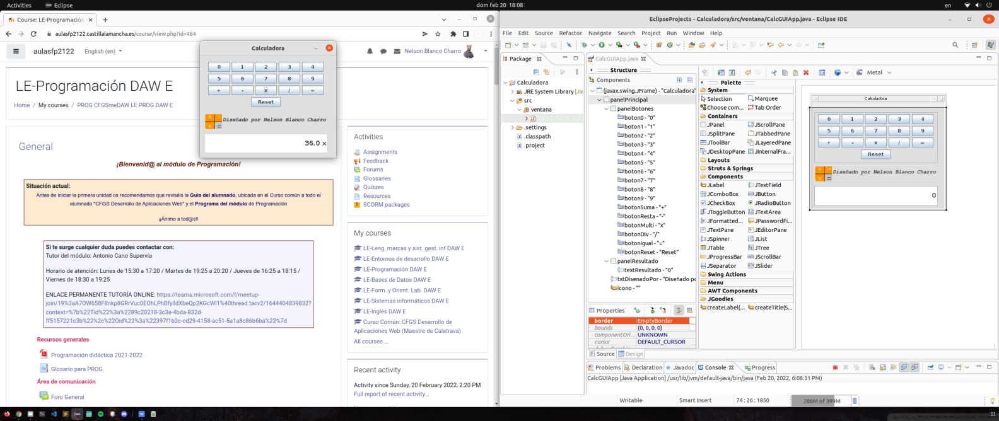 Activities
Eclipse
dom feb 20 18:08
en
Course: LE-Programación
aulasfp2122.castillalamancha.es/course/view.php?id=484
aulasfp2122
English (en)
Nelson Blanco Charro
LE-Programación DAW E
Home / My courses / PROG CFGSmeDAW LE PROG DAW E
General
¡Bienvenid@ al módulo de Programación!
Situación actual:
Antes de iniciar la primera unidad os recomendamos que reviséis la Guía del alumnado, ubicada en el Curso común a todo el
alumnado "CFGS Desarrollo de Aplicaciones Web" y el Programa del módulo de Programación
¡¡Ánimo a tod@s!!
Si te surge cualquier duda puedes contactar con:
Tutor del módulo: Antonio Cano Supervía
Horario de atención: Lunes de 15:30 a 17:20 / Martes de 19:25 a 20:20 / Jueves de 16:25 a 18:15 /
Viernes de 18:30 a 19:25
ENLACE PERMANENTE TUTORÍA ONLINE: https://teams.microsoft.com/l/meetup-
join/19%3aA7OW658F8nkp8GRrVuc0EOhLPhBfylldXbeQp2KGcWI1%40thread.tacv2/1644404839832?
context=%7b%22Tid%22%3a%2289c20218-3c3e-4bda-832d-
ff5157221c3b%22%2c%22Oid%22%3a%22397f1b2c-cd29-4158-ac51-5a1a8c86b6ba%22%7d
Recursos generales
Programación didáctica 2021-2022
Glosario para PROG.
Área de comunicación
Foro General
Activities
Assignments
Feedback
Forums
Glossaries
Quizzes
Resources
SCORM packages
My courses
LE-Leng. marcas y sist. gest. inf DAW E
LE-Entornos de desarrollo DAW E
LE-Programación DAW E
LE-Bases de Datos DAW E
LE-Form. y Orient. Lab. DAW E
LE-Sistemas informáticos DAW E
LE-Inglés DAW E
Curso Común: CFGS Desarrollo de
Aplicaciones Web (Maestre de Calatrava)
All courses ...
Recent activity
Activity since Sunday, 20 February 2022, 2:20 PM
Full report of recent activity...
Calculadora
0 1 2 3 4
5 6 7 8 9
+ - x / =
Reset
Diseñado por Nelson Blanco Charro
36.0 x
EclipseProjects - Calculadora/src/ventana/CalcGUIApp.java - Eclipse IDE
File Edit Source Refactor Navigate Search Project Run Window Help
Package
Calculadora
JRE System Library [Jav
src
ventana
.settings
.classpath
.project
CalcGUIApp.java
Structure
Components
(javax.swing.JFrame) - "Calculadora"
panelPrincipal
panelBotones
boton0 - "0"
boton1 - "1"
boton2 - "2"
boton3 - "3"
boton4 - "4"
boton5 - "5"
boton6 - "6"
boton7 - "7"
boton8 - "8"
boton9 - "9"
botonSuma - "+"
botonResta - "-"
botonMulti - "x"
botonDiv - "/"
botonIgual - "="
botonReset - "Reset"
panelResultado
textResultado - "0"
txtDisenadoPor - "Diseñado po
icono - ""
Properties
border EmptyBorder
bounds (0, 0, 0, 0)
componentOri... UNKNOWN
cursor DEFAULT_CURSOR
Source Design
Metal
Palette
System
Selection Marquee
Choose com... Tab Order
Containers
JPanel JScrollPane
JSplitPane JTabbedPane
JToolBar JLayeredPane
JDesktopPane JInternalFra...
Layouts
Struts & Springs
Components
JLabel JTextField
JComboBox JButton
JCheckBox JRadioButton
JToggleButton JTextArea
JFormatted... JPasswordFi...
JTextPane JEditorPane
JSpinner JList
JTable JTree
JProgressBar JScrollBar
JSeparator JSlider
Swing Actions
Menu
AWT Components
JGoodies
createLabel(... createTitle(S...
Calculadora
0 1 2 3 4
5 6 7 8 9
+ - x / =
Reset
Diseñado por Nelson Blanco Charro
0
Problems Declaration Javadoc Console Progress
CalcGUIApp [Java Application] /usr/lib/jvm/default-java/bin/java (Feb 20, 2022, 6:08:31 PM)
Writable
Smart Insert
74 : 26 : 1850
286M of 399M